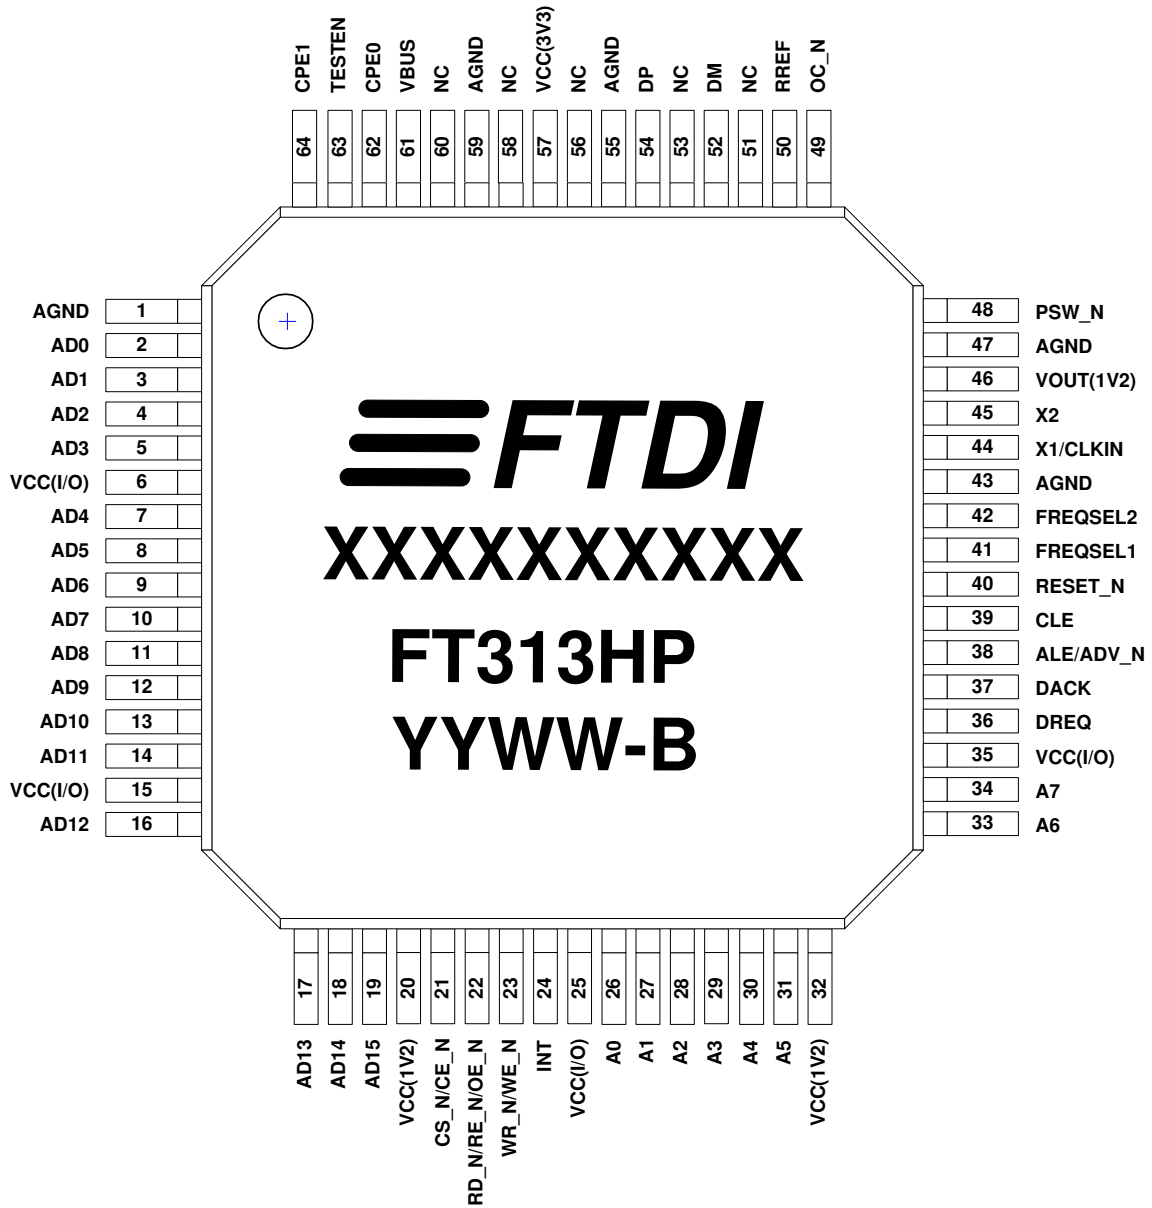 CPE1
TESTEN
CPE0
VBUS
NC
AGND
NC
VCC(3V3)
NC
AGND
DP
NC
DM
NC
RREF
OC_N
64
63
62
61
60
59
58
57
56
55
54
53
52
51
50
49
AGND 1
AD0 2
AD1 3
AD2 4
AD3 5
VCC(I/O) 6
AD4 7
AD5 8
AD6 9
AD7 10
AD8 11
AD9 12
AD10 13
AD11 14
VCC(I/O) 15
AD12 16
FTDI
XXXXXXXXXX
FT313HP
YYWW-B
48 PSW_N
47 AGND
46 VOUT(1V2)
45 X2
44 X1/CLKIN
43 AGND
42 FREQSEL2
41 FREQSEL1
40 RESET_N
39 CLE
38 ALE/ADV_N
37 DACK
36 DREQ
35 VCC(I/O)
34 A7
33 A6
17
18
19
20
21
22
23
24
25
26
27
28
29
30
31
32
AD13
AD14
AD15
VCC(1V2)
CS_N/CE_N
RD_N/RE_N/OE_N
WR_N/WE_N
INT
VCC(I/O)
A0
A1
A2
A3
A4
A5
VCC(1V2)